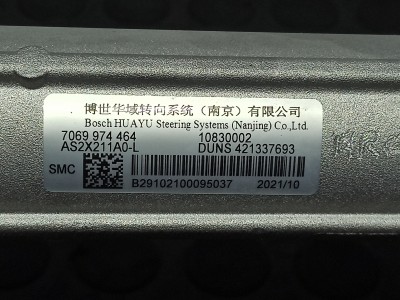 博世华域转向系统（南京）有限公司
Bosch HUAYU Steering Systems (Nanjing) Co.,Ltd.
7069 974 464 10830002
AS2X211A0-L DUNS 421337693
SMC
B29102100095037 2021/10